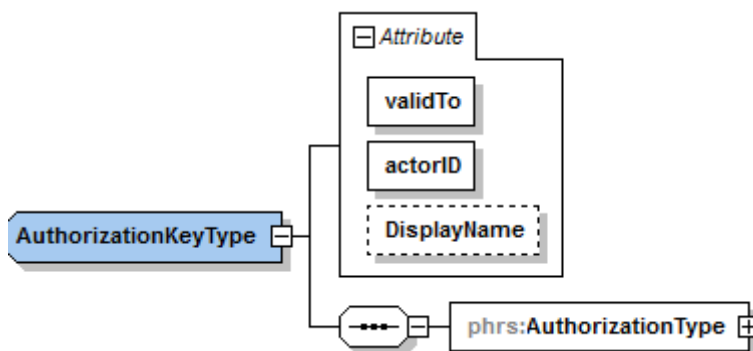 Attribute
validTo
actorID
DisplayName
AuthorizationKeyType
phrs:AuthorizationType